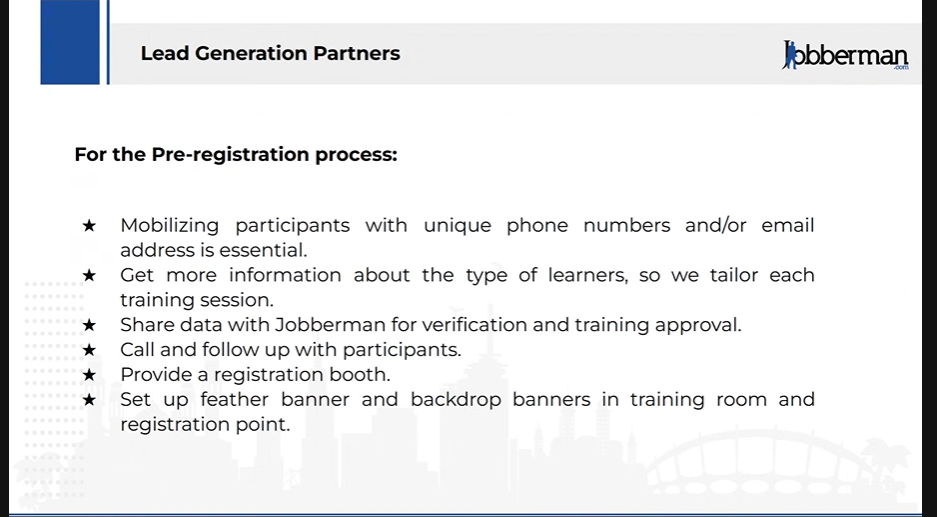 Lead Generation Partners
Jobberman
.com
For the Pre-registration process:
★ Mobilizing participants with unique phone numbers and/or email
address is essential.
★ Get more information about the type of learners, so we tailor each
training session.
★ Share data with Jobberman for verification and training approval.
★ Call and follow up with participants.
★ Provide a registration booth.
★ Set up feather banner and backdrop banners in training room and
registration point.